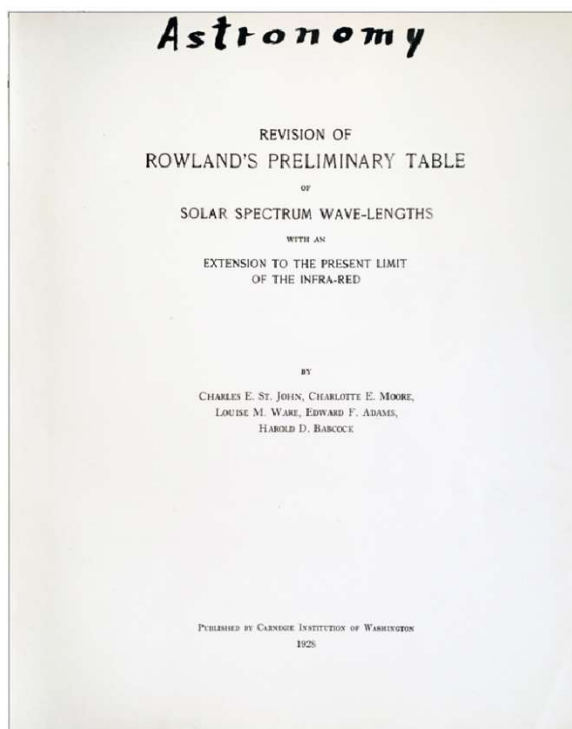 Astronomy
REVISION OF
ROWLAND'S PRELIMINARY TABLE
OF
SOLAR SPECTRUM WAVE-LENGTHS
WITH AN
EXTENSION TO THE PRESENT LIMIT
OF THE INFRA-RED
BY
CHARLES E. ST. JOHN, CHARLOTTE E. MOORE,
LOUISE M. WARE, EDWARD F. ADAMS,
HAROLD D. BABCOCK
PUBLISHED BY CARNEGIE INSTITUTION OF WASHINGTON
1928